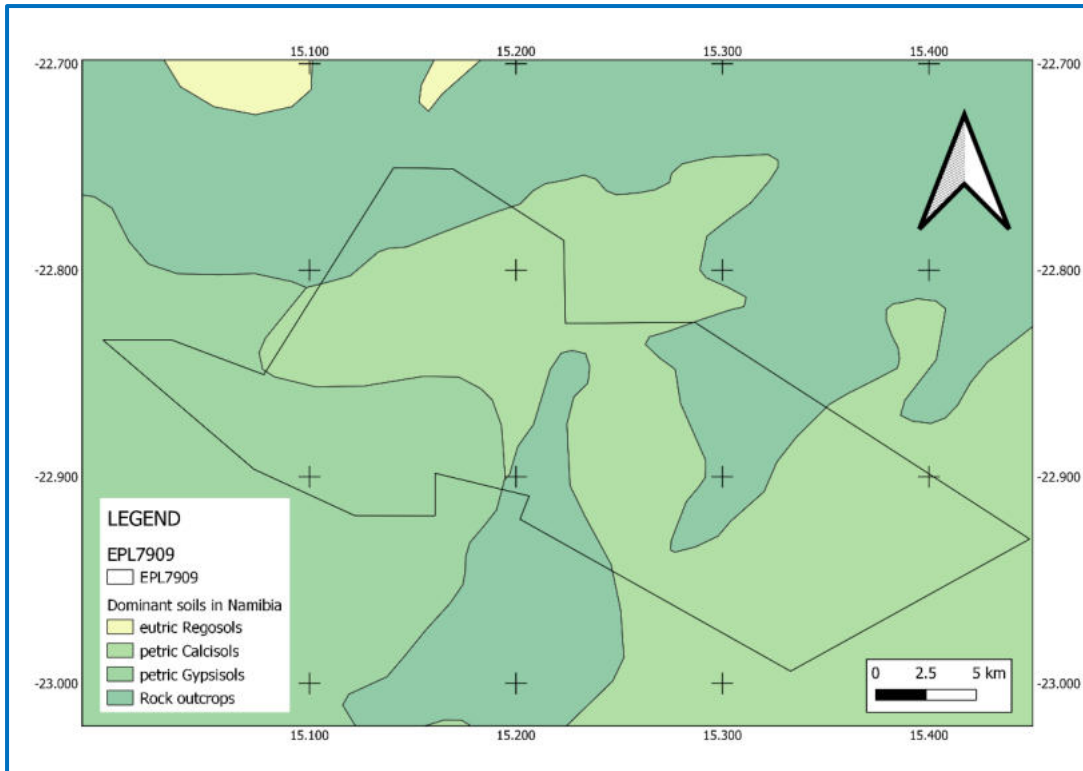 15.100 15.200 15.300 15.400
-22.700 -22.700
-22.800 -22.800
-22.900 -22.900
-23.000 -23.000
LEGEND
EPL7909
EPL7909
Dominant soils in Namibia
eutric Regosols
petric Calcisols
petric Gypsisols
Rock outcrops
0 2.5 5 km
15.100 15.200 15.300 15.400